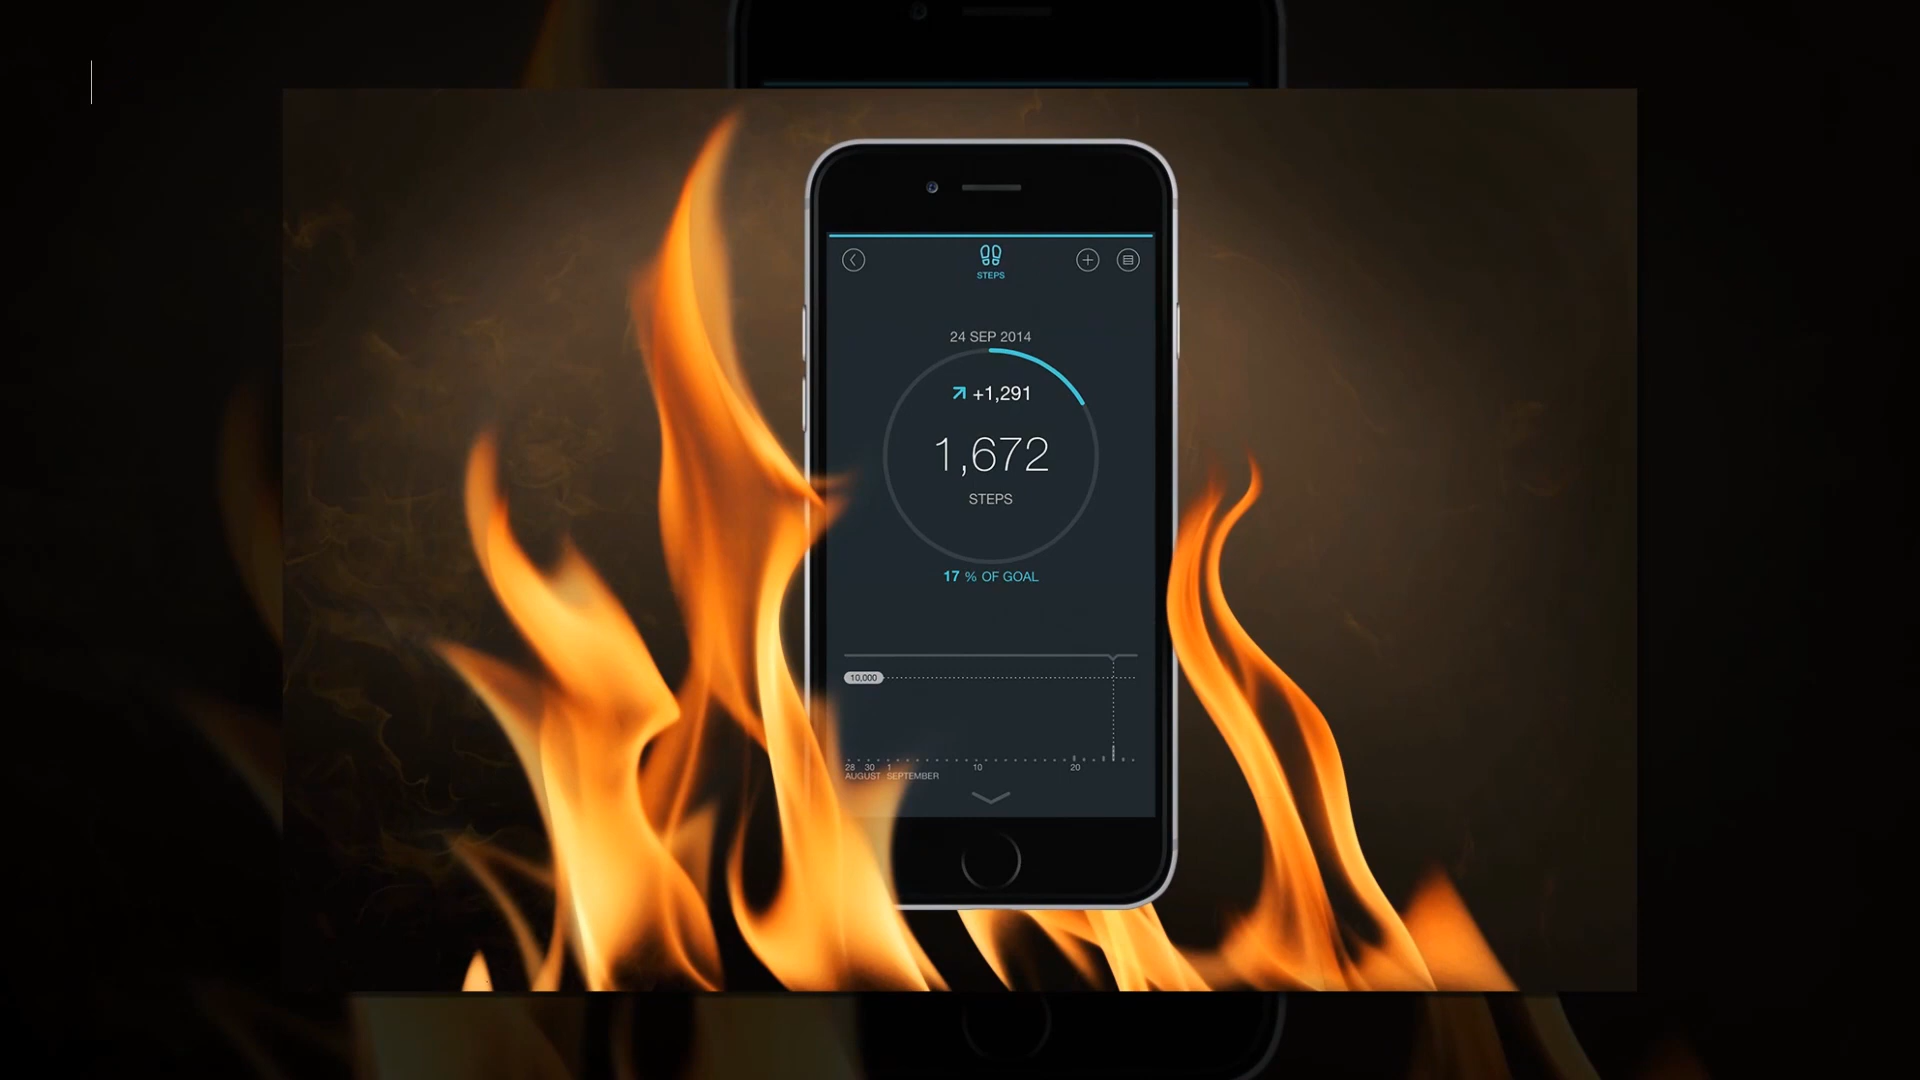 STEPS
24 SEP 2014
+1,291
1,672
STEPS
17 % OF GOAL
10,000
28 30 1 10 20
AUGUST SEPTEMBER